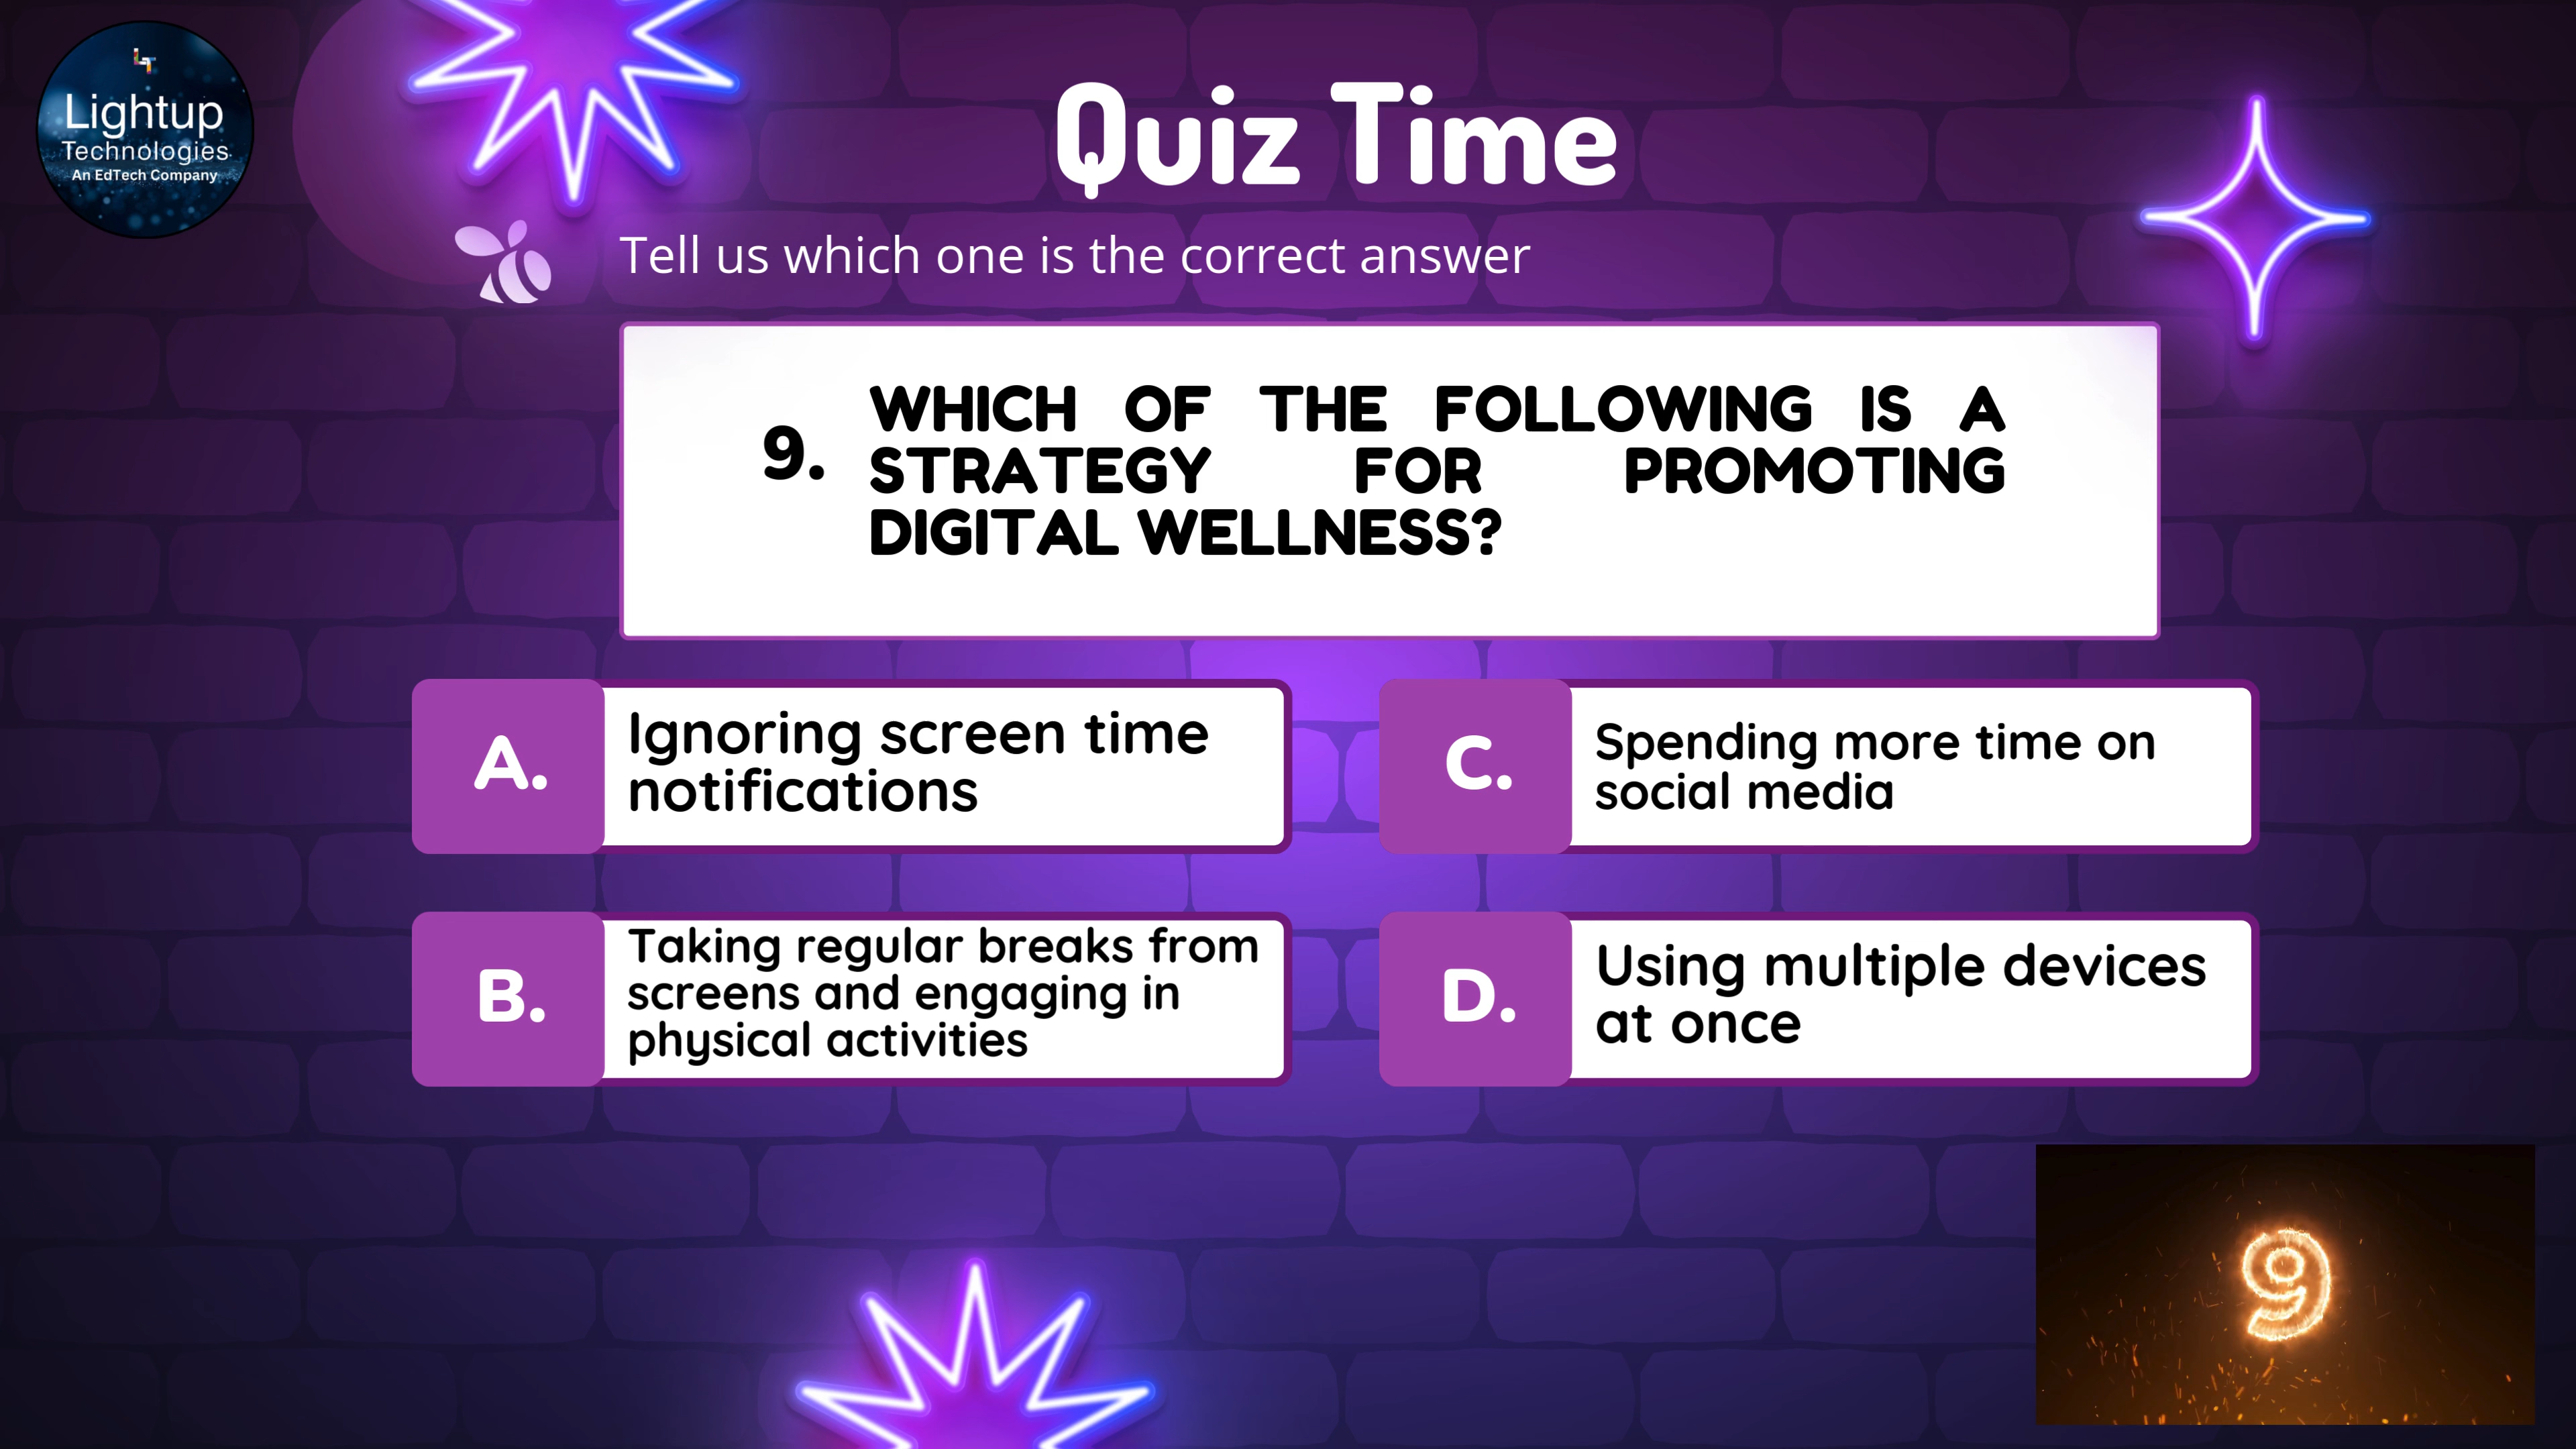 Lightup
Technologies
An EdTech Company
Quiz Time
Tell us which one is the correct answer
9.
WHICH OF THE FOLLOWING IS A
STRATEGY FOR PROMOTING
DIGITAL WELLNESS?
A.
Ignoring screen time
notifications
B.
Taking regular breaks from
screens and engaging in
physical activities
C.
Spending more time on
social media
D.
Using multiple devices
at once
9